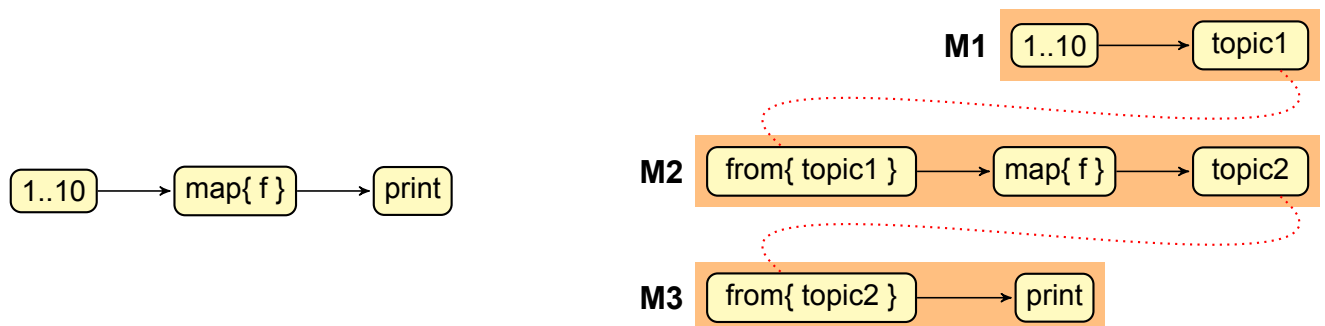 1..10 map{ f } print
M1 1..10 topic1
M2 from{ topic1 } map{ f } topic2
M3 from{ topic2 } print